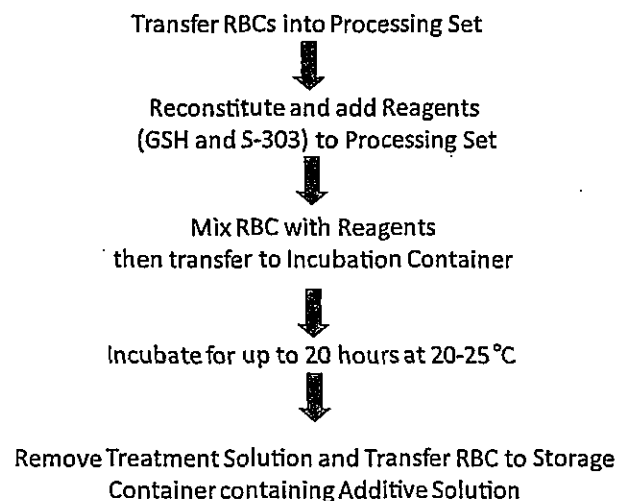 Transfer RBCs into Processing Set
Reconstitute and add Reagents
(GSH and S-303) to Processing Set
Mix RBC with Reagents
then transfer to Incubation Container
Incubate for up to 20 hours at 20-25°C
Remove Treatment Solution and Transfer RBC to Storage
Container containing Additive Solution